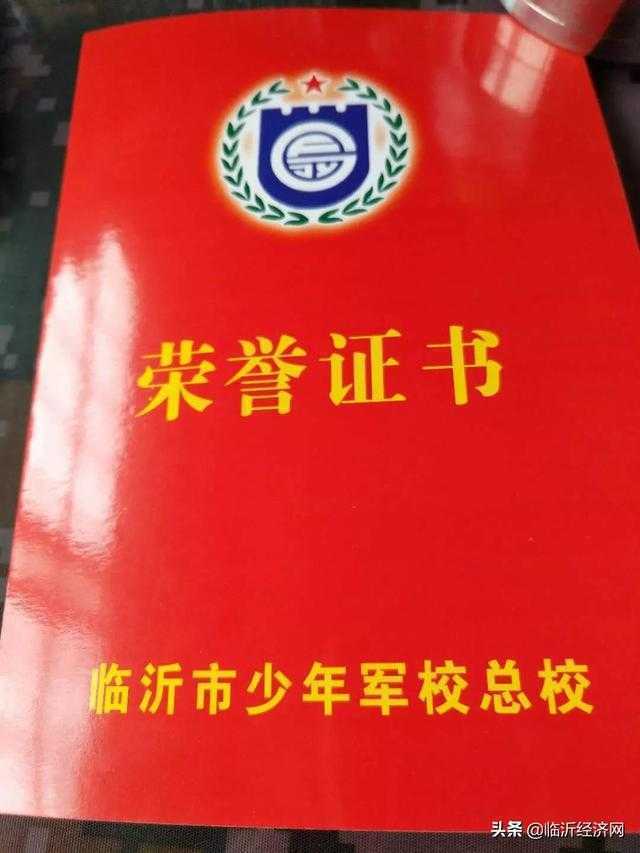 荣誉证书
临沂市少年军校总校
头条 @临沂经济网